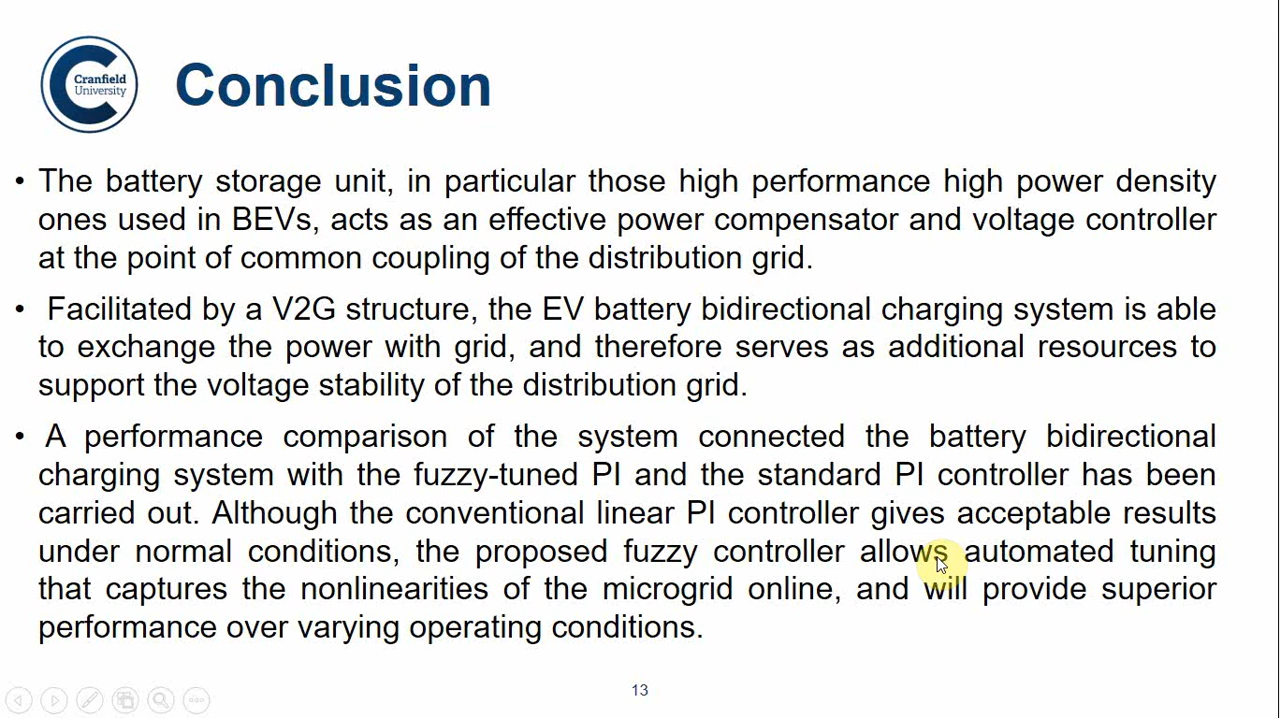 Cranfield
University
Conclusion
• The battery storage unit, in particular those high performance high power density
ones used in BEVs, acts as an effective power compensator and voltage controller
at the point of common coupling of the distribution grid.
• Facilitated by a V2G structure, the EV battery bidirectional charging system is able
to exchange the power with grid, and therefore serves as additional resources to
support the voltage stability of the distribution grid.
• A performance comparison of the system connected the battery bidirectional
charging system with the fuzzy-tuned PI and the standard PI controller has been
carried out. Although the conventional linear PI controller gives acceptable results
under normal conditions, the proposed fuzzy controller allows automated tuning
that captures the nonlinearities of the microgrid online, and will provide superior
performance over varying operating conditions.
13